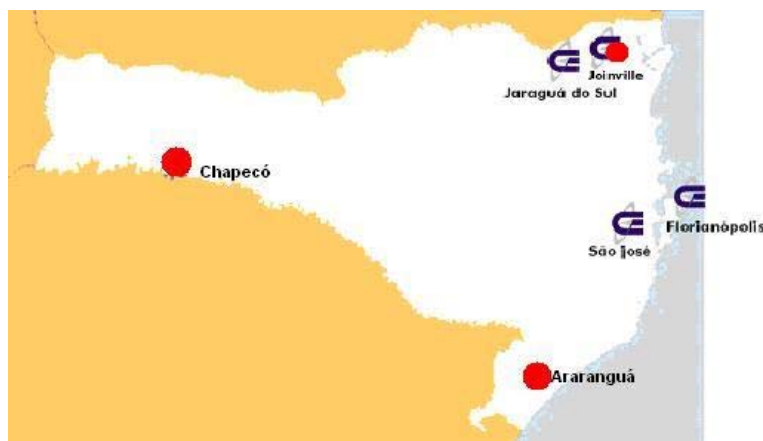 Joinville
Jaraguá do Sul
Chapecó
Florianópolis
São José
Araranguá